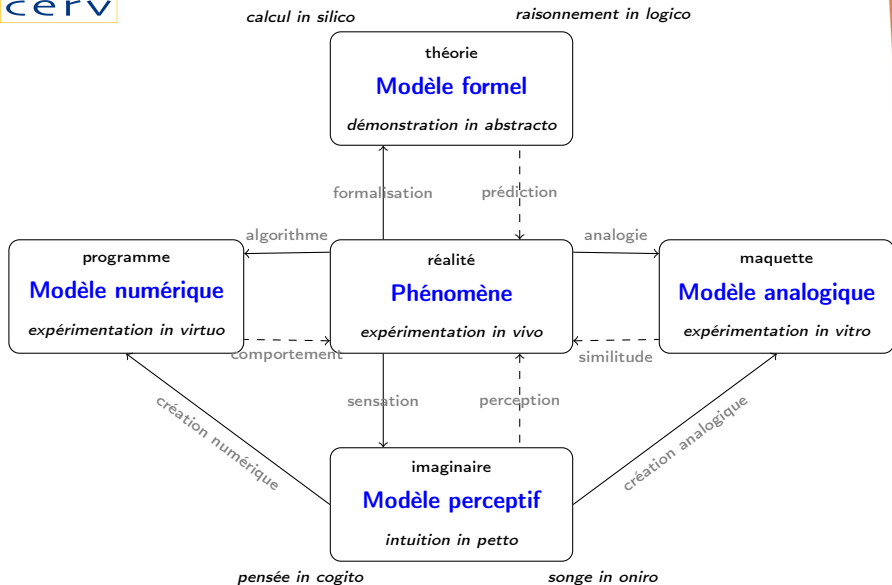 cerv
calcul in silico
raisonnement in logico
théorie
Modèle formel
démonstration in abstracto
formalisation
prédiction
algorithme
analogie
programme
Modèle numérique
expérimentation in virtuo
réalité
Phénomène
expérimentation in vivo
maquette
Modèle analogique
expérimentation in vitro
comportement
similitude
sensation
perception
création numérique
création analogique
imaginaire
Modèle perceptif
intuition in petto
pensée in cogito
songe in oniro